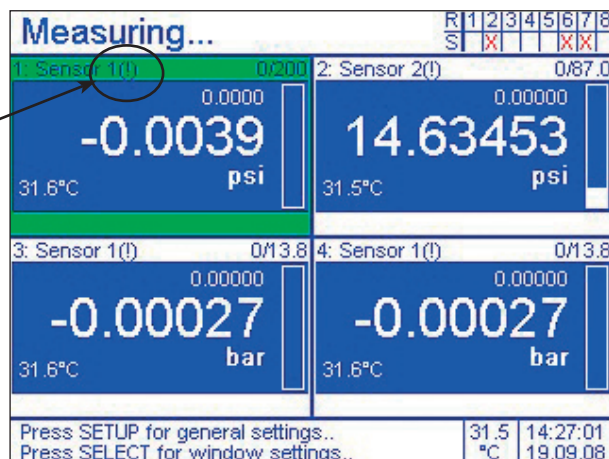 Measuring...
R 1 2 3 4 5 6 7 8
S X X X
1: Sensor 1(!) 0/200
0.0000
-0.0039
psi
31.6°C
2: Sensor 2(!) 0/87.0
0.00000
14.63453
psi
31.5°C
3: Sensor 1(!) 0/13.8
0.00000
-0.00027
bar
31.6°C
4: Sensor 1(!) 0/13.8
0.00000
-0.00027
bar
31.6°C
Press SETUP for general settings..
Press SELECT for window settings..
31.5
°C
14:27:01
19.09.08